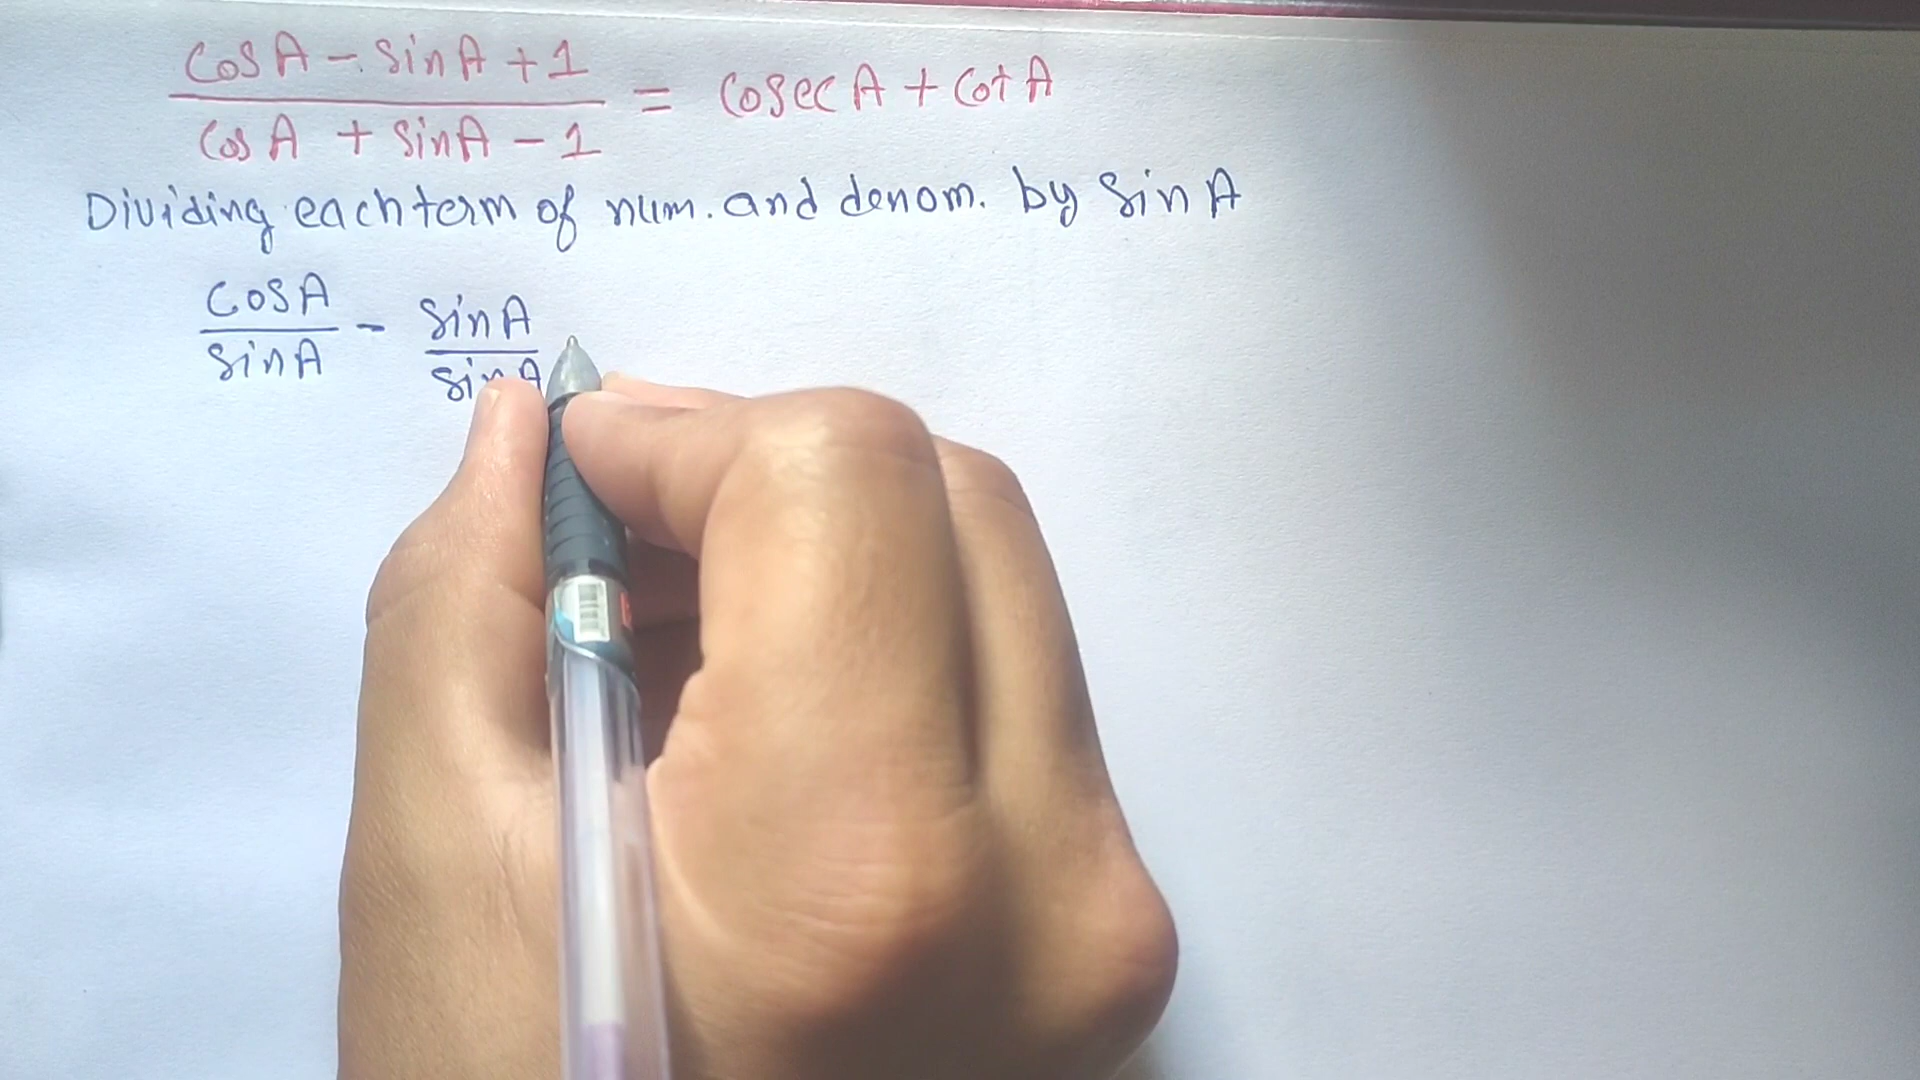 cosA - sinA + 1
cosA + sinA - 1
= cosecA + cotA
Dividing each term of num. and denom. by sinA
cosA
sinA
-
sinA
sinA